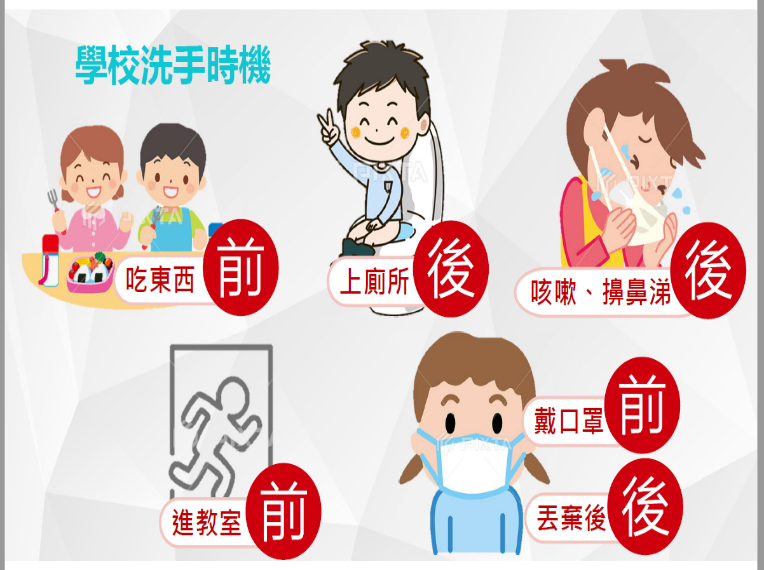 學校洗手時機
吃東西 前
上廁所 後
咳嗽、擤鼻涕 後
進教室 前
戴口罩 前
丟棄後 後